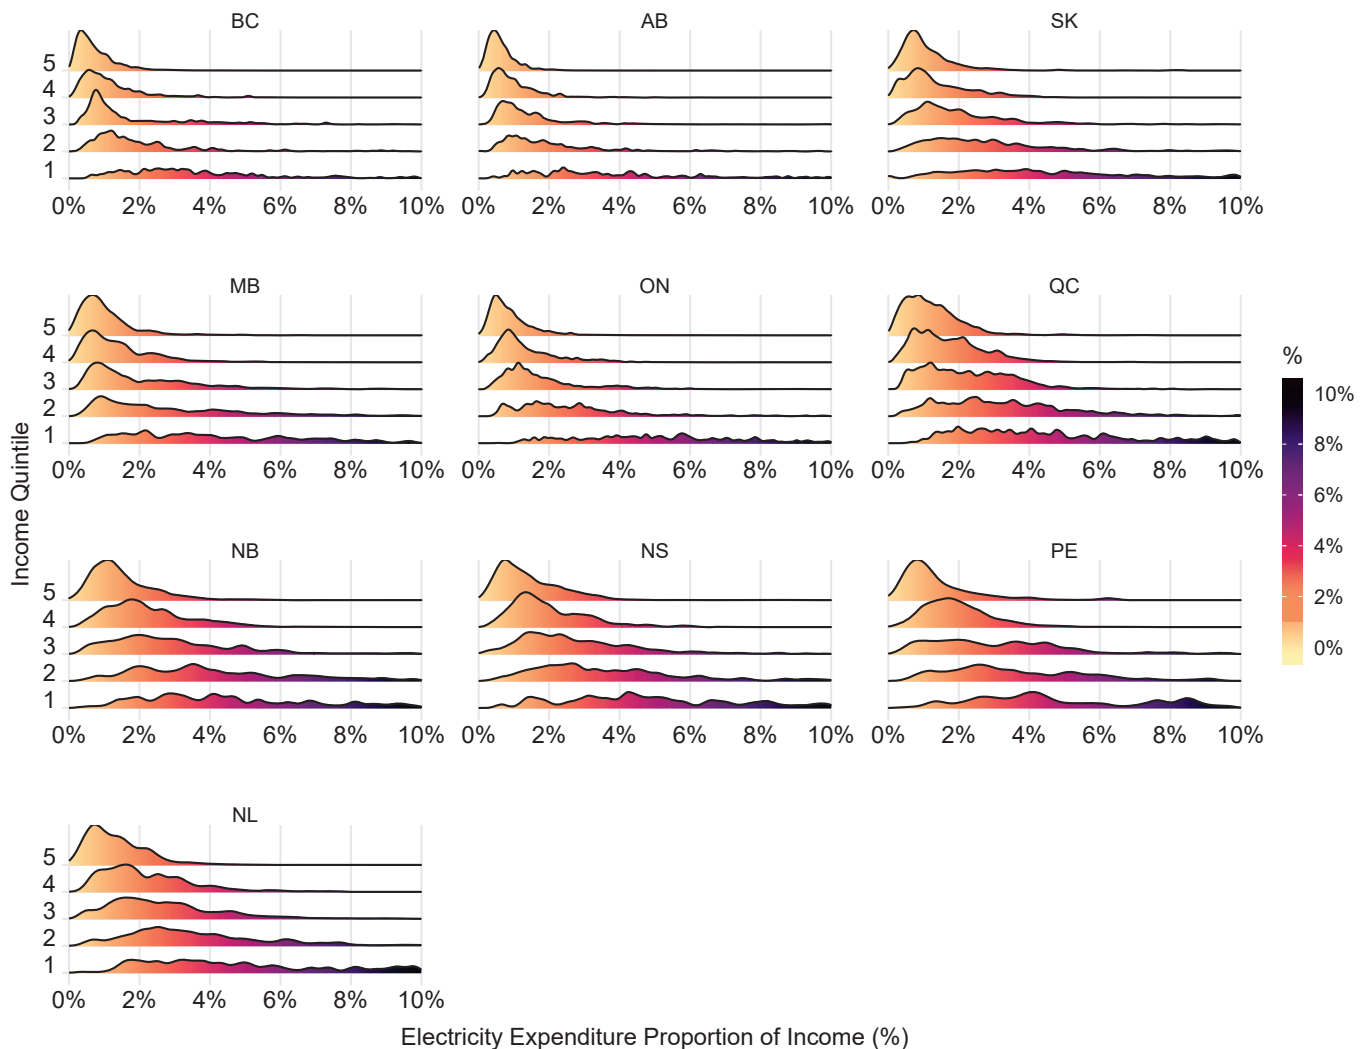 BC AB SK
5 4 3 2 1
0% 2% 4% 6% 8% 10% 0% 2% 4% 6% 8% 10% 0% 2% 4% 6% 8% 10%
MB ON QC
5 4 3 2 1
0% 2% 4% 6% 8% 10% 0% 2% 4% 6% 8% 10% 0% 2% 4% 6% 8% 10%
NB NS PE
5 4 3 2 1
0% 2% 4% 6% 8% 10% 0% 2% 4% 6% 8% 10% 0% 2% 4% 6% 8% 10%
NL
5 4 3 2 1
0% 2% 4% 6% 8% 10%
Income Quintile
Electricity Expenditure Proportion of Income (%)
%
10%
8%
6%
4%
2%
0%